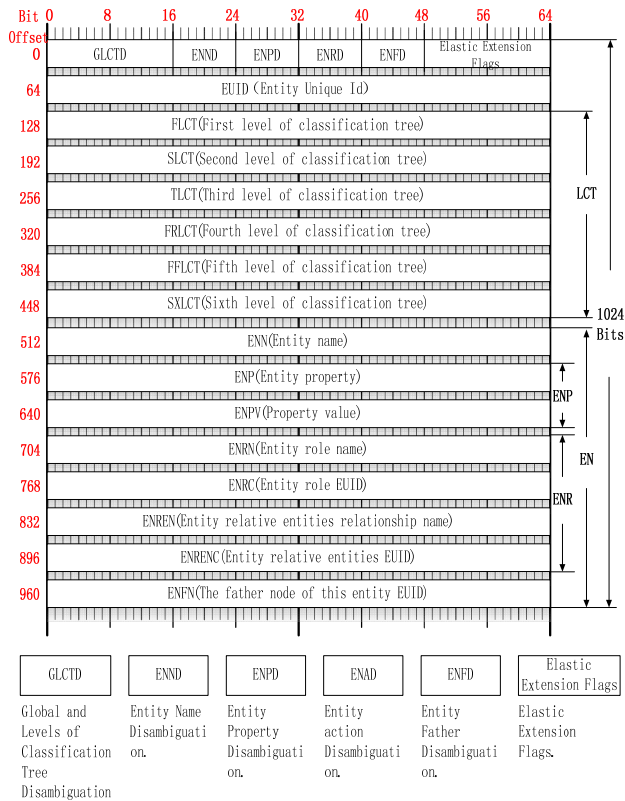 Bit 0 8 16 24 32 40 48 56 64
Offset
0 GLCTD ENND ENPD ENRD ENFD Elastic Extension Flags
64 EUID (Entity Unique Id)
128 FLCT(First level of classification tree)
192 SLCT(Second level of classification tree)
256 TLCT(Third level of classification tree)
LCT
320 FRLCT(Fourth level of classification tree)
384 FFLCT(Fifth level of classification tree)
448 SXLCT(Sixth level of classification tree)
1024
Bits
512 ENN(Entity name)
576 ENP(Entity property)
ENP
640 ENPV(Property value)
EN
704 ENRN(Entity role name)
768 ENRC(Entity role EUID)
ENR
832 ENREN(Entity relative entities relationship name)
896 ENRENC(Entity relative entities EUID)
960 ENFN(The father node of this entity EUID)
GLCTD
Global and
Levels of
Classification
Tree
Disambiguation
ENND
Entity Name
Disambiguati
on.
ENPD
Entity
Property
Disambiguati
on.
ENAD
Entity
action
Disambiguati
on.
ENFD
Entity
Father
Disambiguati
on.
Elastic
Extension Flags
Elastic
Extension
Flags.